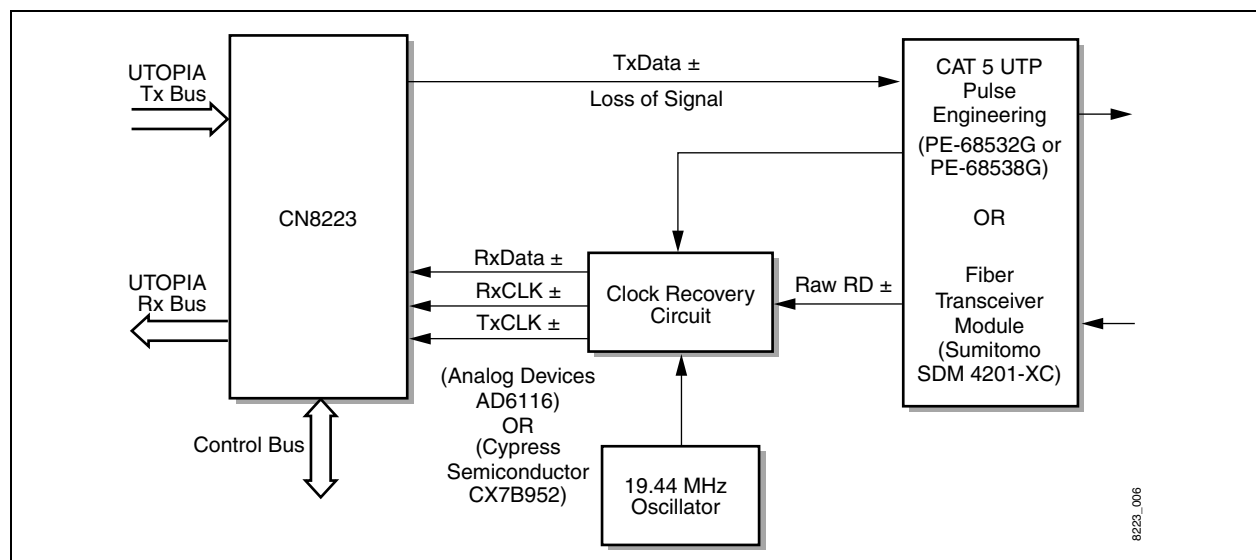 UTOPIA
Tx Bus
CN8223
UTOPIA
Rx Bus
Control Bus
TxData ±
Loss of Signal
RxData ±
RxCLK ±
TxCLK ±
(Analog Devices
AD6116)
OR
(Cypress
Semiconductor
CX7B952)
Clock Recovery
Circuit
19.44 MHz
Oscillator
Raw RD ±
CAT 5 UTP
Pulse
Engineering
(PE-68532G or
PE-68538G)
OR
Fiber
Transceiver
Module
(Sumitomo
SDM 4201-XC)
8223_006